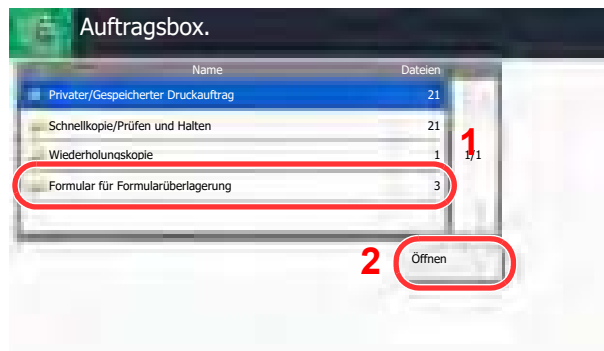 Auftragsbox.
Name Dateien
Privater/Gespeicherter Druckauftrag 21
Schnellkopie/Prüfen und Halten 21
Wiederholungskopie 1
1
1/1
Formular für Formularüberlagerung 3
2
Öffnen